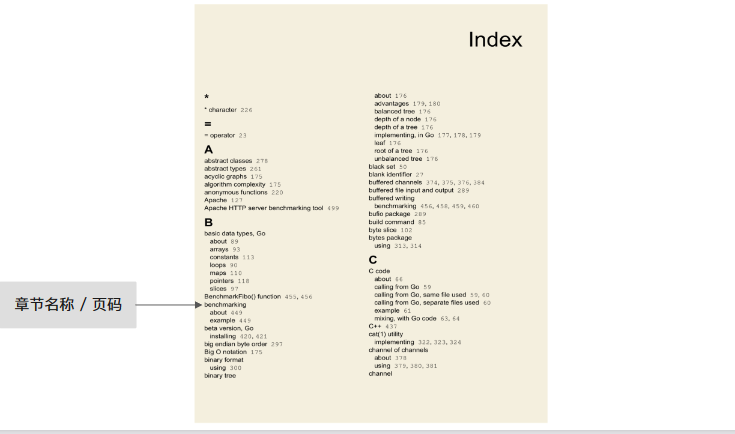 Index
*
* character 226
=
= operator 23
A
abstract classes 278
abstract types 261
acyclic graphs 175
algorithm complexity 175
anonymous functions 220
Apache 127
Apache HTTP server benchmarking tool 499
B
basic data types, Go
about 89
arrays 93
constants 113
loops 90
maps 110
pointers 118
slices 97
BenchmarkFibo() function 455, 456
benchmarking
about 449
example 449
beta version, Go
installing 420, 421
big endian byte order 297
Big O notation 175
binary format
using 300
binary tree
about 176
advantages 179, 180
balanced tree 176
depth of a node 176
depth of a tree 176
implementing, in Go 177, 178, 179
leaf 176
root of a tree 176
unbalanced tree 176
black set 50
blank identifier 27
buffered channels 374, 375, 376, 384
buffered file input and output 289
buffered writing
benchmarking 456, 458, 459, 460
bufio package 289
build command 85
byte slice 102
bytes package
using 313, 314
C
C code
about 66
calling from Go 59
calling from Go, same file used 59, 60
calling from Go, separate files used 60
example 61
mixing, with Go code 63, 64
C++ 437
cat(1) utility
implementing 322, 323, 324
channel of channels
about 378
using 379, 380, 381
channel
章节名称 / 页码